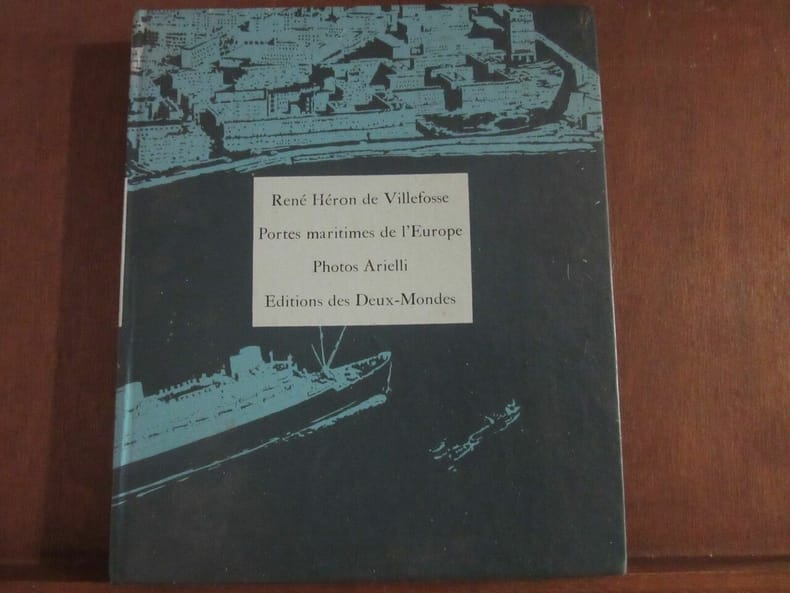 René Héron de Villefosse
Portes maritimes de l'Europe
Photos Arielli
Editions des Deux-Mondes